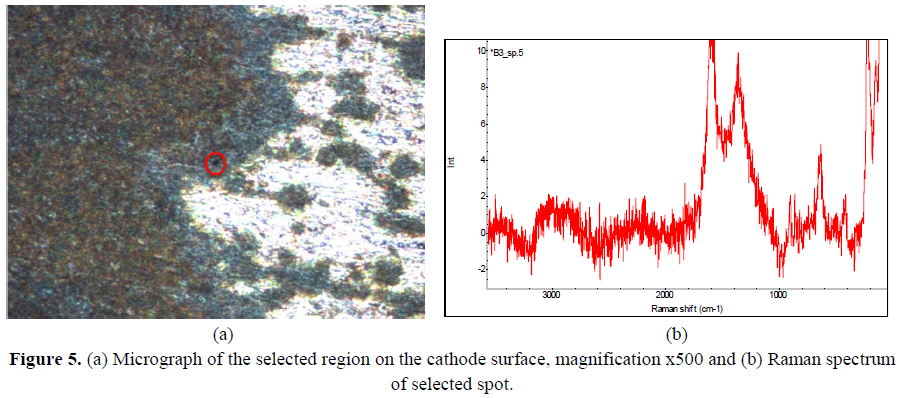 *B3_sp.5
10
8
6
4
2
0
-2
Int
3000
2000
1000
Raman shift (cm-1)
(a)
(b)
Figure 5. (a) Micrograph of the selected region on the cathode surface, magnification x500 and (b) Raman spectrum
of selected spot.